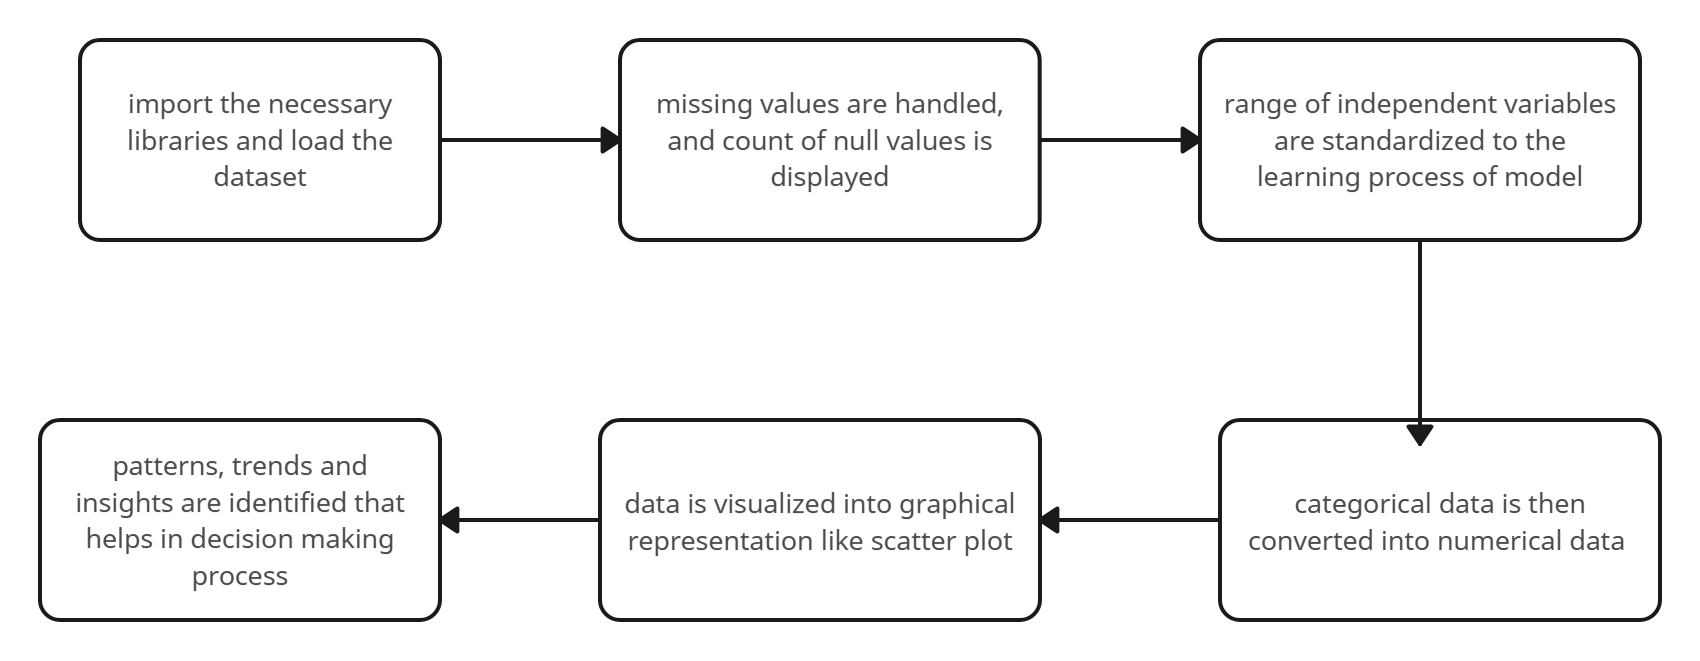 import the necessary
libraries and load the
dataset
missing values are handled,
and count of null values is
displayed
range of independent variables
are standardized to the
learning process of model
categorical data is then
converted into numerical data
data is visualized into graphical
representation like scatter plot
patterns, trends and
insights are identified that
helps in decision making
process